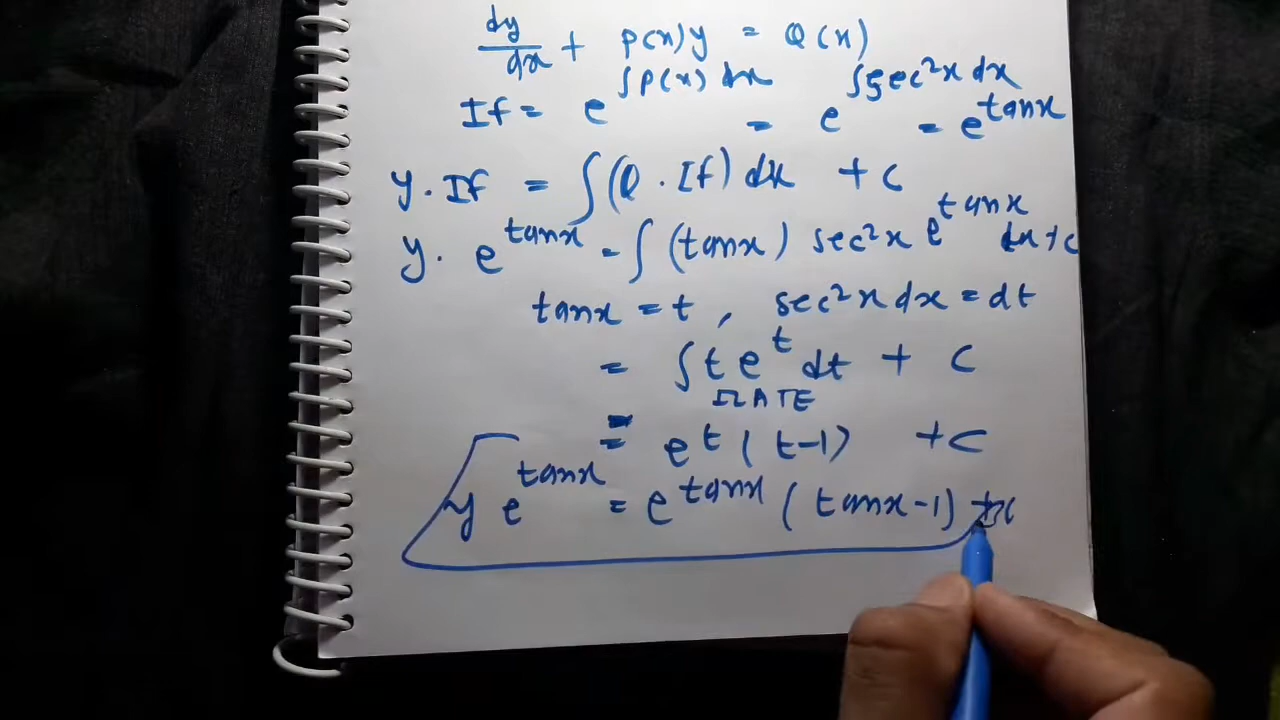 dy/dx + P(x)y = Q(x)
If = e^∫P(x)dx = e^∫sec²x dx = e^tanx
y. If = ∫(Q. If) dx + c
y. e^tanx = ∫(tanx) sec²x e^tanx dx + c
tanx = t, sec²x dx = dt
= ∫t e^t dt + c
ILATE
= e^t(t-1) + c
y e^tanx = e^tanx (tanx-1) + c